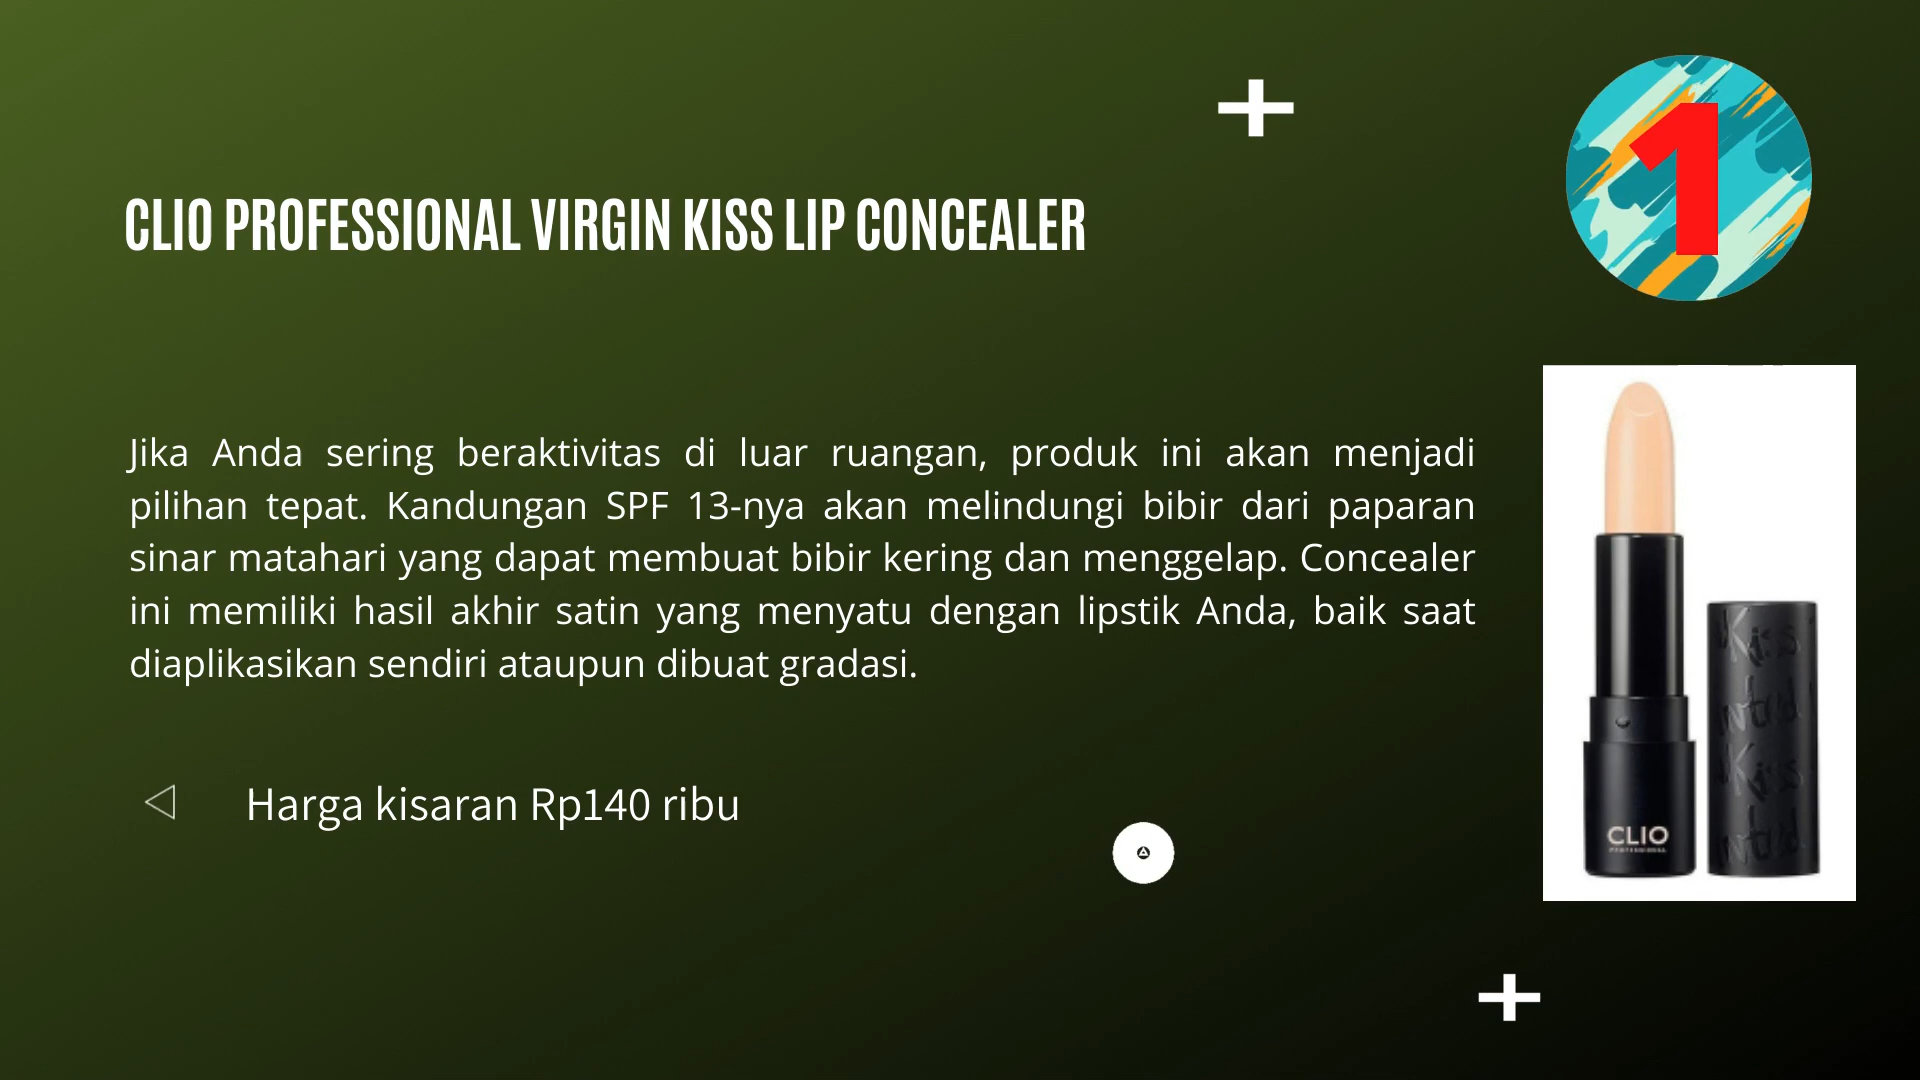 1
CLIO PROFESSIONAL VIRGIN KISS LIP CONCEALER
Jika Anda sering beraktivitas di luar ruangan, produk ini akan menjadi
pilihan tepat. Kandungan SPF 13-nya akan melindungi bibir dari paparan
sinar matahari yang dapat membuat bibir kering dan menggelap. Concealer
ini memiliki hasil akhir satin yang menyatu dengan lipstik Anda, baik saat
diaplikasikan sendiri ataupun dibuat gradasi.
Harga kisaran Rp140 ribu
Kiss
Kiss
CLIO
PROFESSIONAL